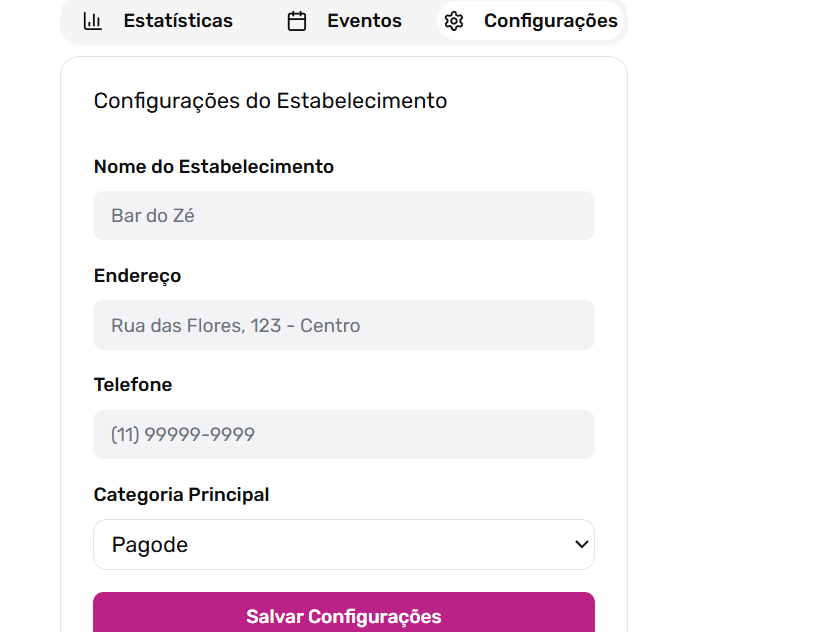 Estatísticas Eventos Configurações
Configurações do Estabelecimento
Nome do Estabelecimento
Bar do Zé
Endereço
Rua das Flores, 123 - Centro
Telefone
(11) 99999-9999
Categoria Principal
Pagode
Salvar Configurações